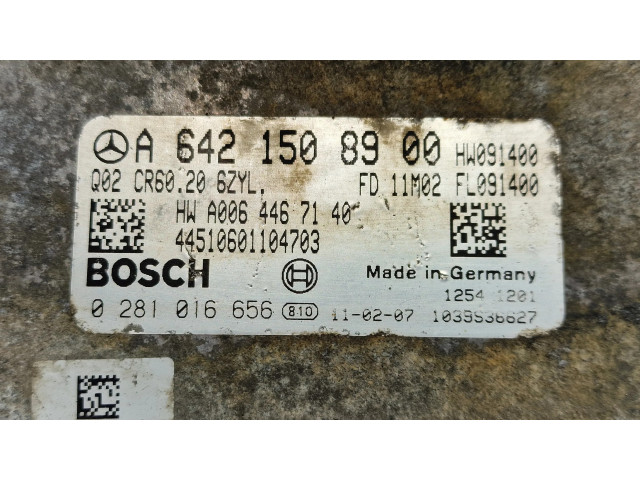 A 642 150 89 00 HW091400
Q02 CR60.20 6ZYL. FD 11M02 FL091400
HW A006 446 71 40
44510601104703
BOSCH Made in Germany
1254 1201
0 281 016 656 810 11-02-07 1039S36627